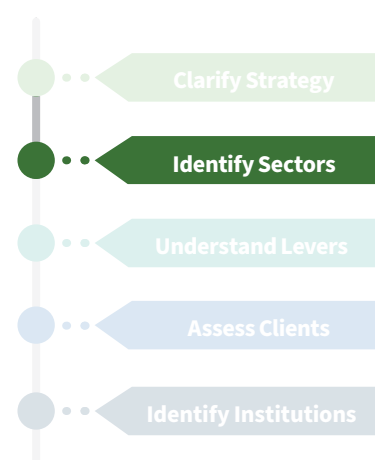 Clarify Strategy
Identify Sectors
Understand Levers
Assess Clients
Identify Institutions